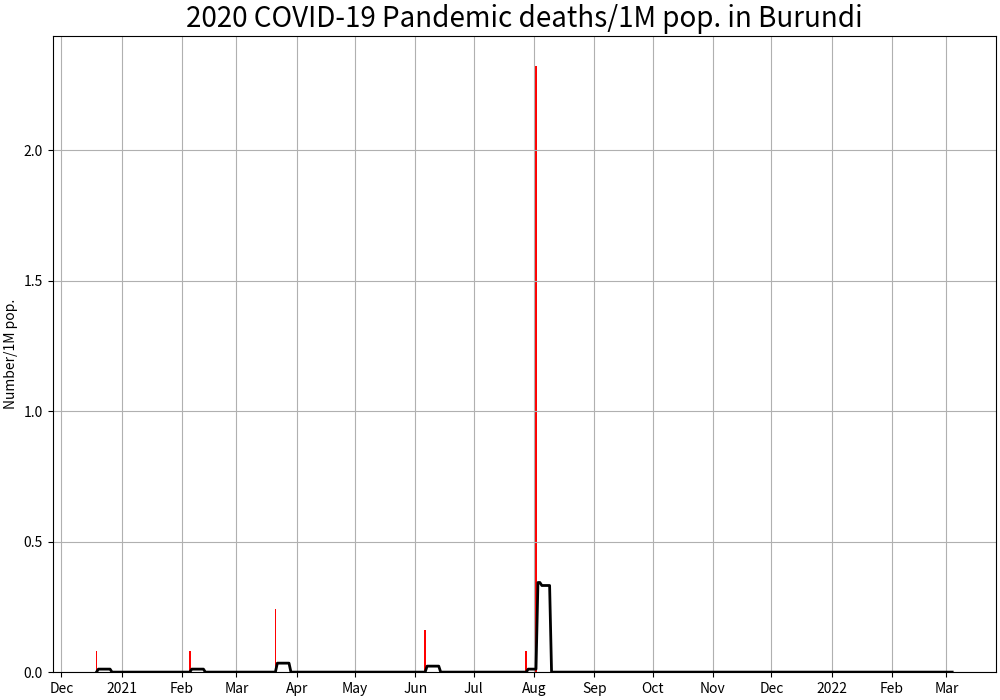 2020 COVID-19 Pandemic deaths/1M pop. in Burundi
Number/1M pop.
2.0
1.5
1.0
0.5
0.0
Dec 2021 Feb Mar Apr May Jun Jul Aug Sep Oct Nov Dec 2022 Feb Mar